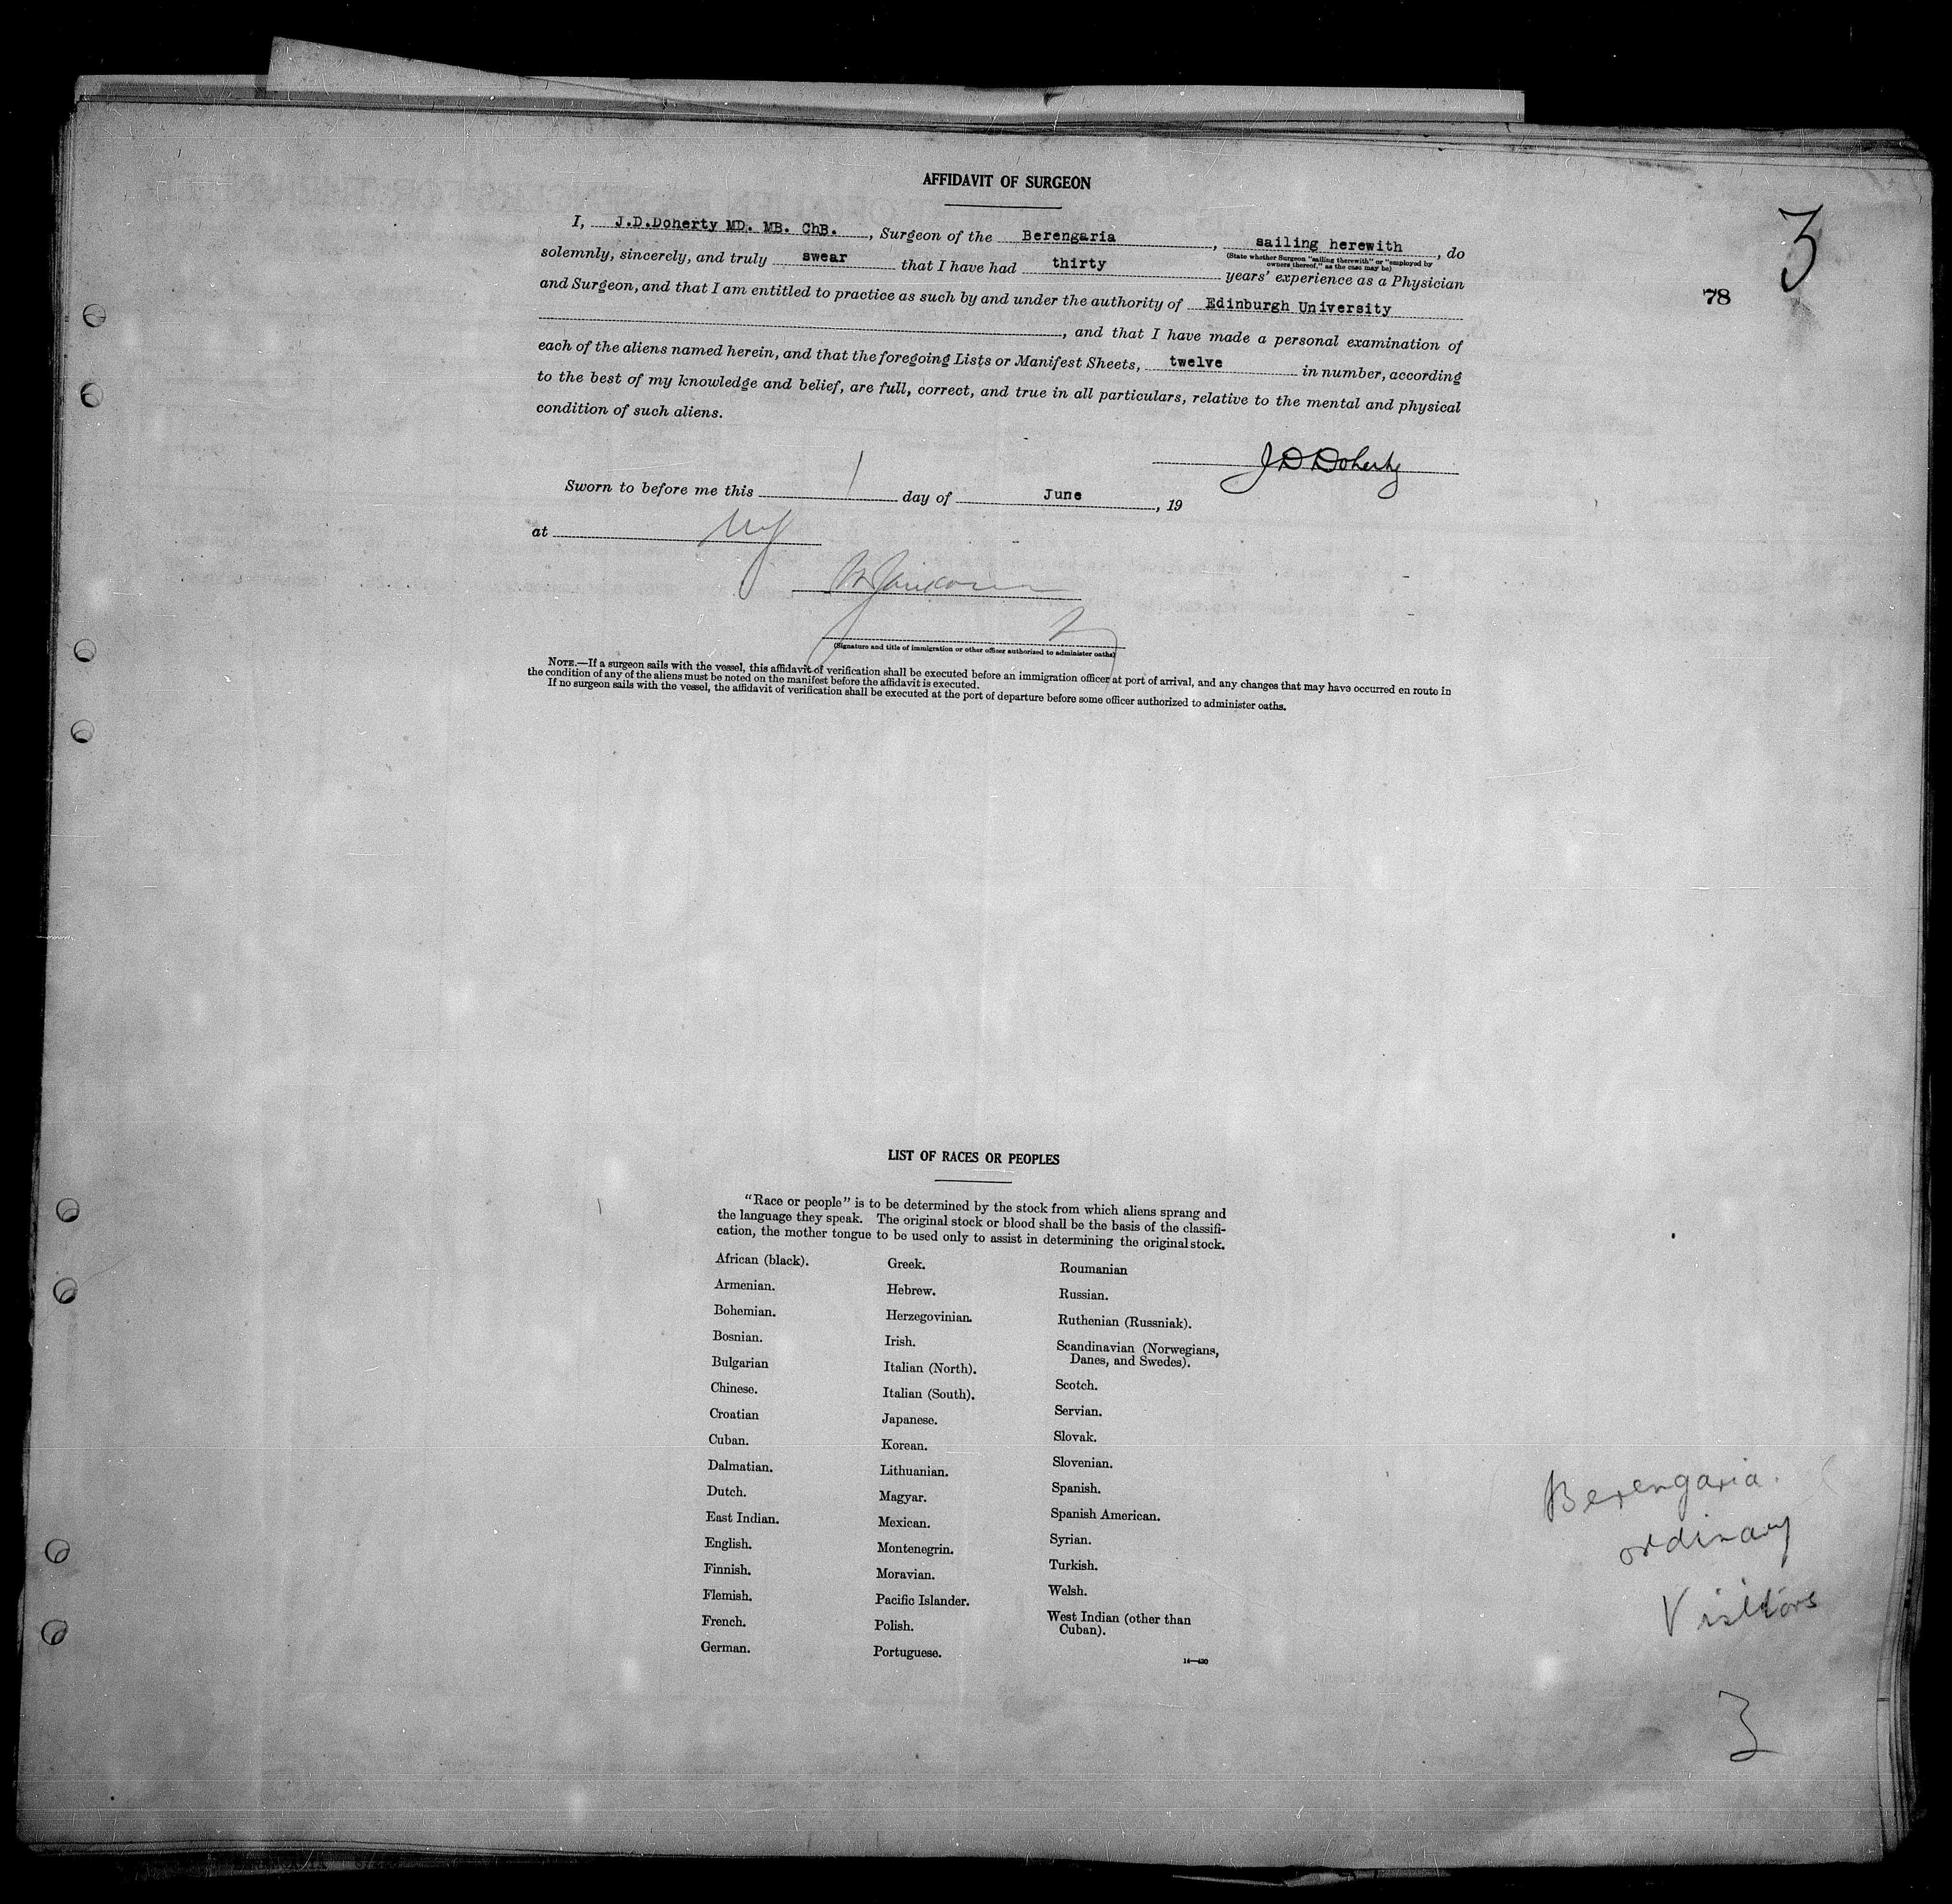 AFFIDAVIT OF SURGEON
3
78
I, J.D.Doherty MD. MB. ChB. , Surgeon of the Berengaria , sailing herewith , do
(State whether Surgeon "sailing therewith" or "employed by
owners thereof," as the case may be)
solemnly, sincerely, and truly swear that I have had thirty years' experience as a Physician
and Surgeon, and that I am entitled to practice as such by and under the authority of Edinburgh University
, and that I have made a personal examination of
each of the aliens named herein, and that the foregoing Lists or Manifest Sheets, twelve in number, according
to the best of my knowledge and belief, are full, correct, and true in all particulars, relative to the mental and physical
condition of such aliens.
J D Doherty
Sworn to before me this 1 day of June , 19
at NY
(Signature and title of immigration or other officer authorized to administer oaths)
NOTE.—If a surgeon sails with the vessel, this affidavit of verification shall be executed before an immigration officer at port of arrival, and any changes that may have occurred en route in
the condition of any of the aliens must be noted on the manifest before the affidavit is executed.
If no surgeon sails with the vessel, the affidavit of verification shall be executed at the port of departure before some officer authorized to administer oaths.
LIST OF RACES OR PEOPLES
"Race or people" is to be determined by the stock from which aliens sprang and
the language they speak. The original stock or blood shall be the basis of the classifi-
cation, the mother tongue to be used only to assist in determining the original stock.
African (black).
Armenian.
Bohemian.
Bosnian.
Bulgarian
Chinese.
Croatian
Cuban.
Dalmatian.
Dutch.
East Indian.
English.
Finnish.
Flemish.
French.
German.
Greek.
Hebrew.
Herzegovinian.
Irish.
Italian (North).
Italian (South).
Japanese.
Korean.
Lithuanian.
Magyar.
Mexican.
Montenegrin.
Moravian.
Pacific Islander.
Polish.
Portuguese.
Roumanian
Russian.
Ruthenian (Russniak).
Scandinavian (Norwegians,
Danes, and Swedes).
Scotch.
Servian.
Slovak.
Slovenian.
Spanish.
Spanish American.
Syrian.
Turkish.
Welsh.
West Indian (other than
Cuban).
14—420
Berengaria.
ordinary
Visitors
3